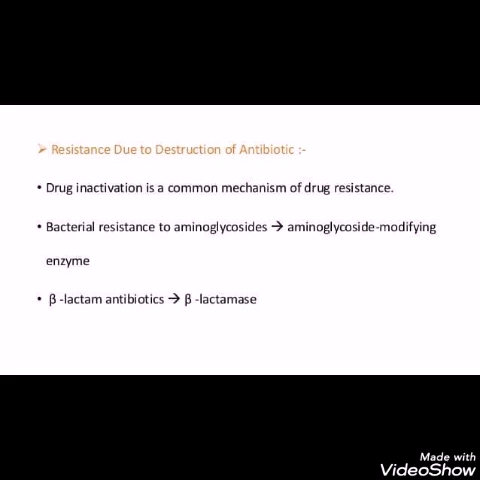 ➢ Resistance Due to Destruction of Antibiotic :-
• Drug inactivation is a common mechanism of drug resistance.
• Bacterial resistance to aminoglycosides → aminoglycoside-modifying
enzyme
• β -lactam antibiotics → β -lactamase
Made with
VideoShow